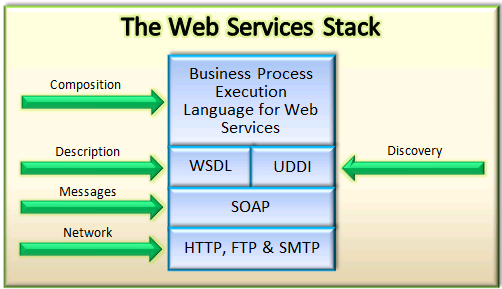 The Web Services Stack
Composition
Business Process
Execution
Language for Web
Services
Description
WSDL
UDDI
Discovery
Messages
SOAP
Network
HTTP, FTP & SMTP